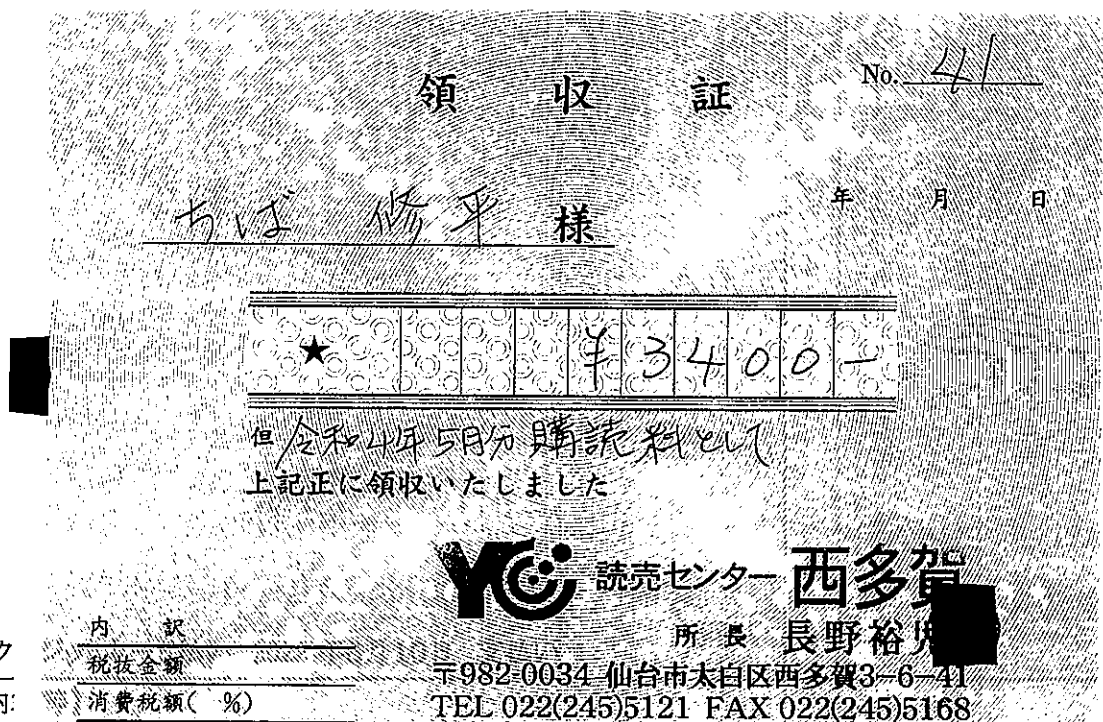 領収証
No. 41
ちば 修平 様
年 月 日
★ ¥3400-
但 令和4年5月分 購読料として
上記正に領収いたしました
YC 読売センター 西多賀
所長 長野裕
内訳
税抜金額
消費税額( %)
〒982-0034 仙台市太白区西多賀3-6-41
TEL 022(245)5121 FAX 022(245)5168